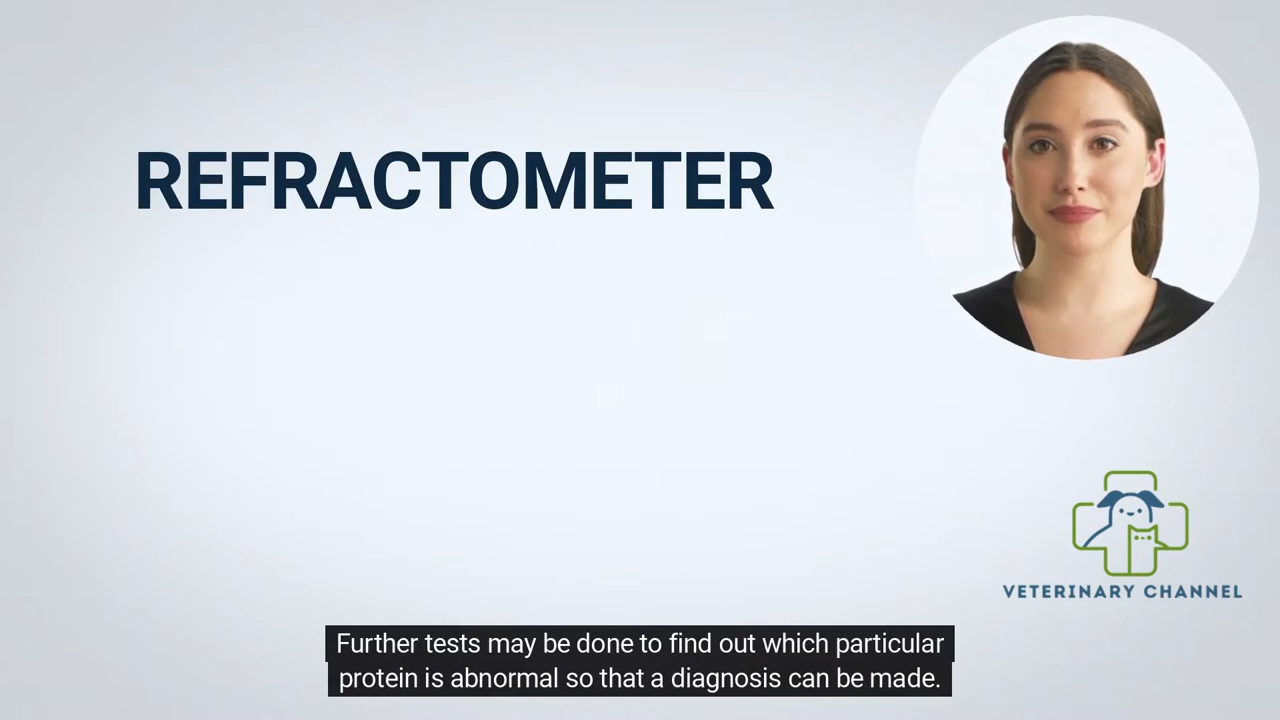 REFRACTOMETER
VETERINARY CHANNEL
Further tests may be done to find out which particular
protein is abnormal so that a diagnosis can be made.